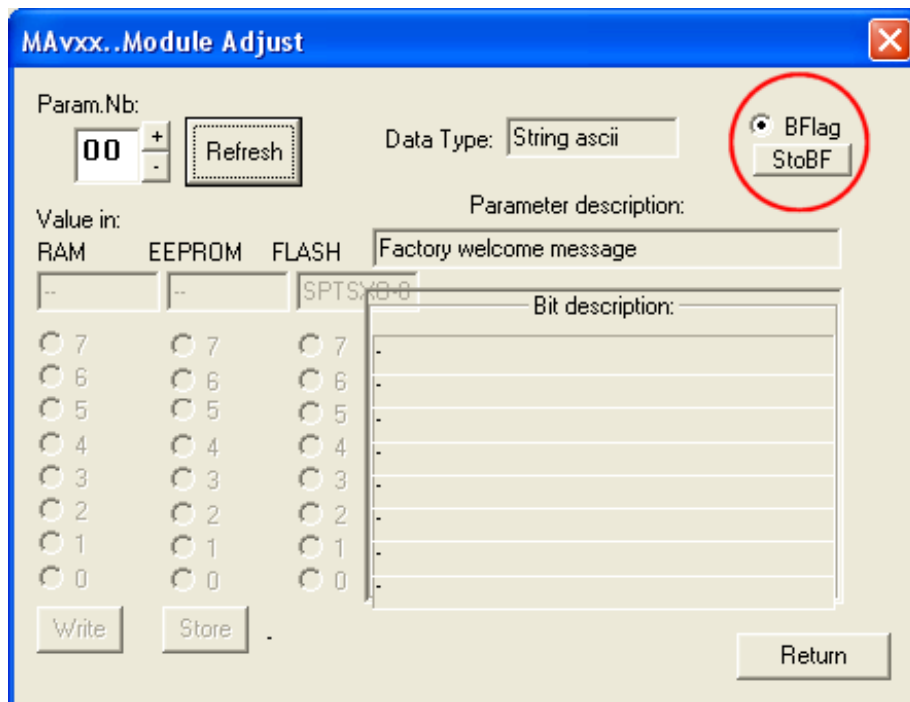 MAvxx..Module Adjust
Param.Nb:
00
+
-
Refresh
Data Type: String ascii
BFlag
StoBF
Parameter description:
Factory welcome message
Value in:
RAM EEPROM FLASH
-- -- SPTSX0-0
Bit description:
7 7 7 -
6 6 6 -
5 5 5 -
4 4 4 -
3 3 3 -
2 2 2 -
1 1 1 -
0 0 0 -
Write Store .
Return